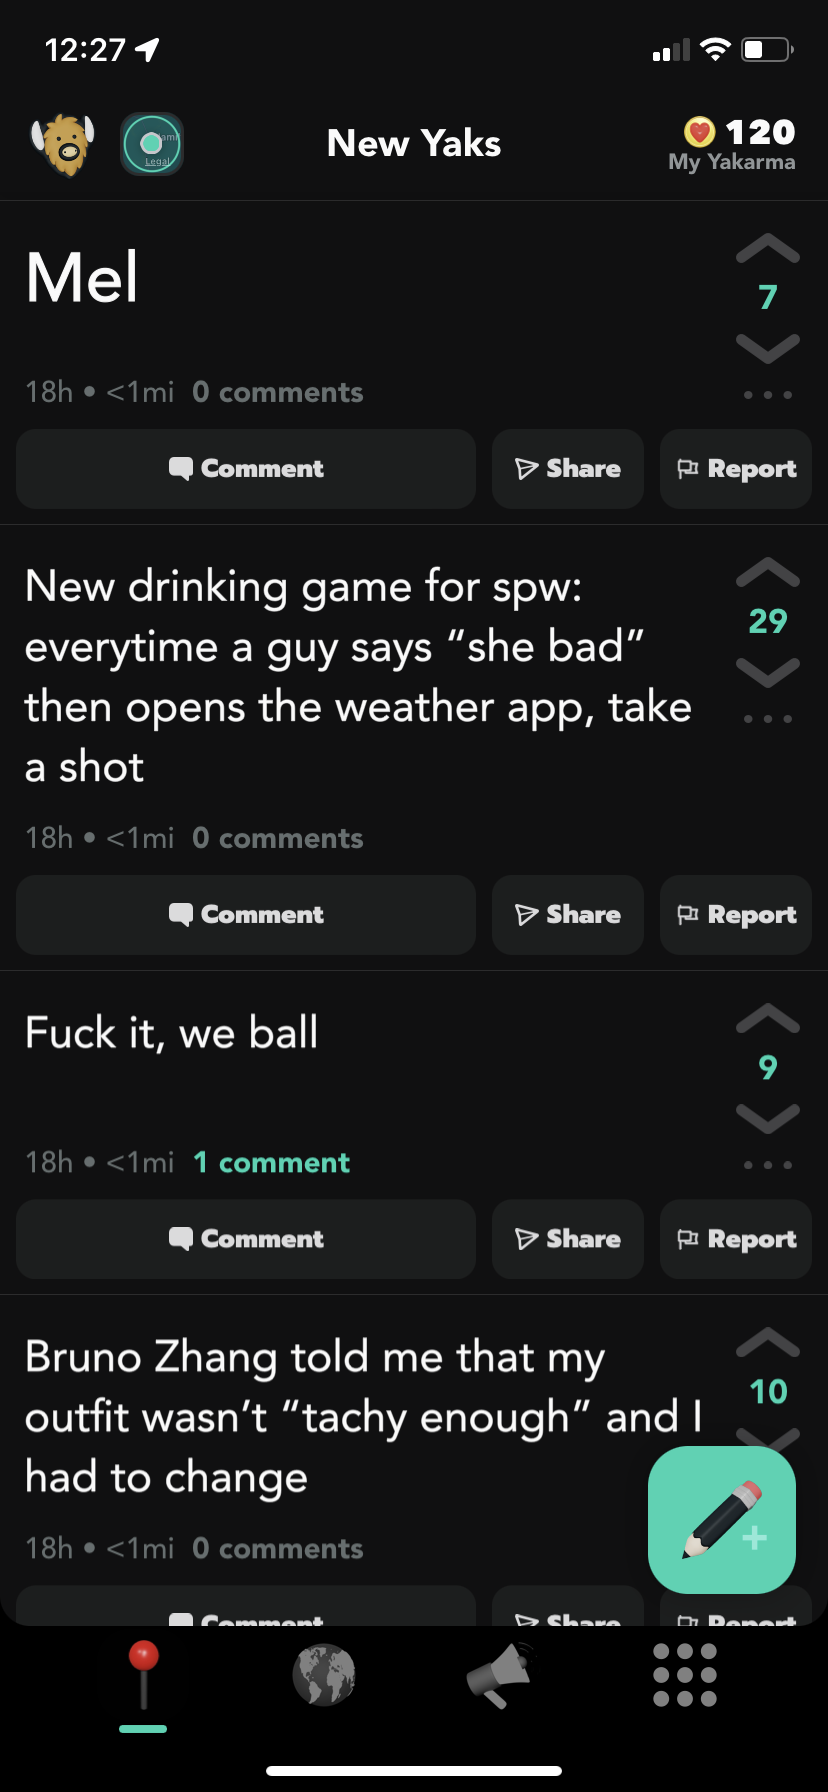 12:27
Legal
New Yaks
120
My Yakarma
Mel
7
18h • <1mi 0 comments
Comment
Share
Report
New drinking game for spw:
everytime a guy says “she bad”
then opens the weather app, take
a shot
29
18h • <1mi 0 comments
Comment
Share
Report
Fuck it, we ball
9
18h • <1mi 1 comment
Comment
Share
Report
Bruno Zhang told me that my
outfit wasn’t “tachy enough” and I
had to change
10
18h • <1mi 0 comments
Comment
Share
Report